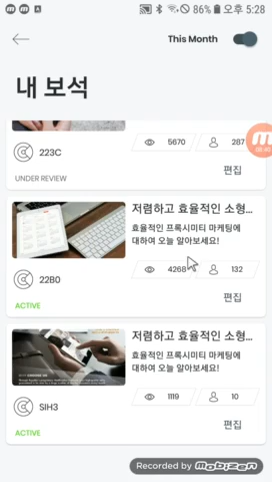 86% 오후 5:28
This Month
내 보석
5670
287
223C
UNDER REVIEW
편집
저렴하고 효율적인 소형...
효율적인 프록시미티 마케팅에
대하여 오늘 알아보세요!
4268
132
22B0
편집
ACTIVE
저렴하고 효율적인 소형...
효율적인 프록시미티 마케팅에
대하여 오늘 알아보세요!
1119
10
SIH3
편집
ACTIVE
Recorded by mobizen